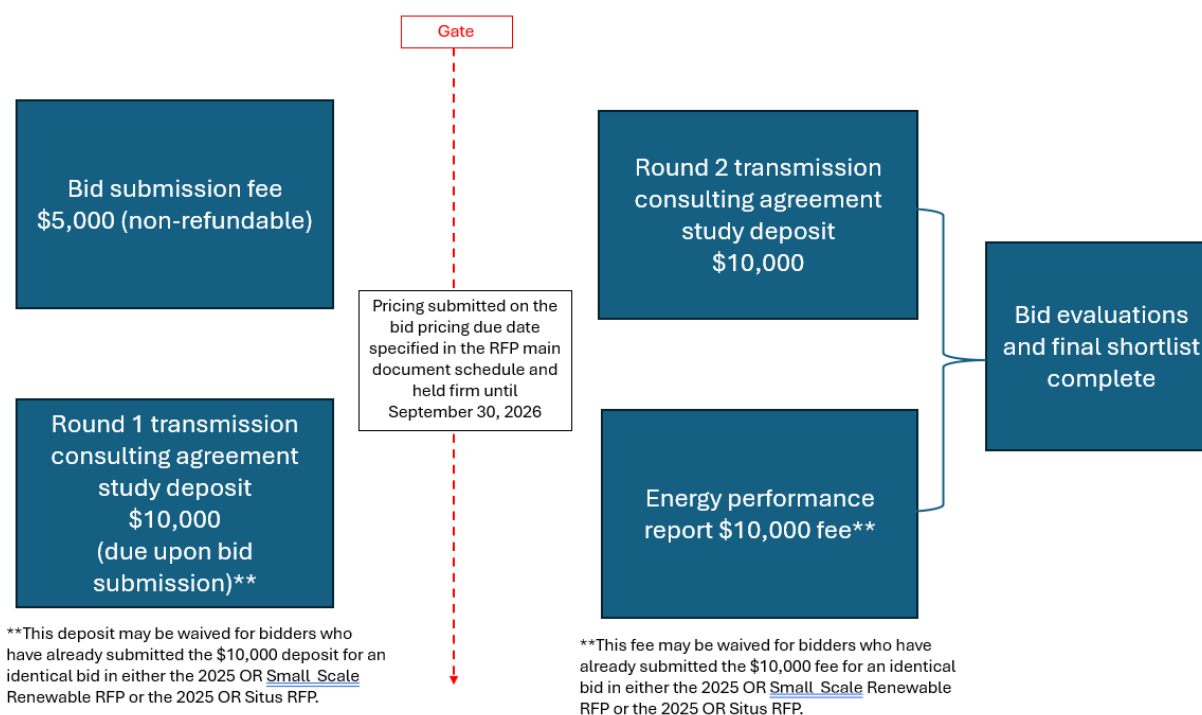 Gate
Bid submission fee
$5,000 (non-refundable)
Round 1 transmission
consulting agreement
study deposit
$10,000
(due upon bid
submission)**
**This deposit may be waived for bidders who
have already submitted the $10,000 deposit for an
identical bid in either the 2025 OR Small Scale
Renewable RFP or the 2025 OR Situs RFP.
Pricing submitted on the
bid pricing due date
specified in the RFP main
document schedule and
held firm until
September 30, 2026
Round 2 transmission
consulting agreement
study deposit
$10,000
Energy performance
report $10,000 fee**
**This fee may be waived for bidders who have
already submitted the $10,000 fee for an identical
bid in either the 2025 OR Small Scale Renewable
RFP or the 2025 OR Situs RFP.
Bid evaluations
and final shortlist
complete